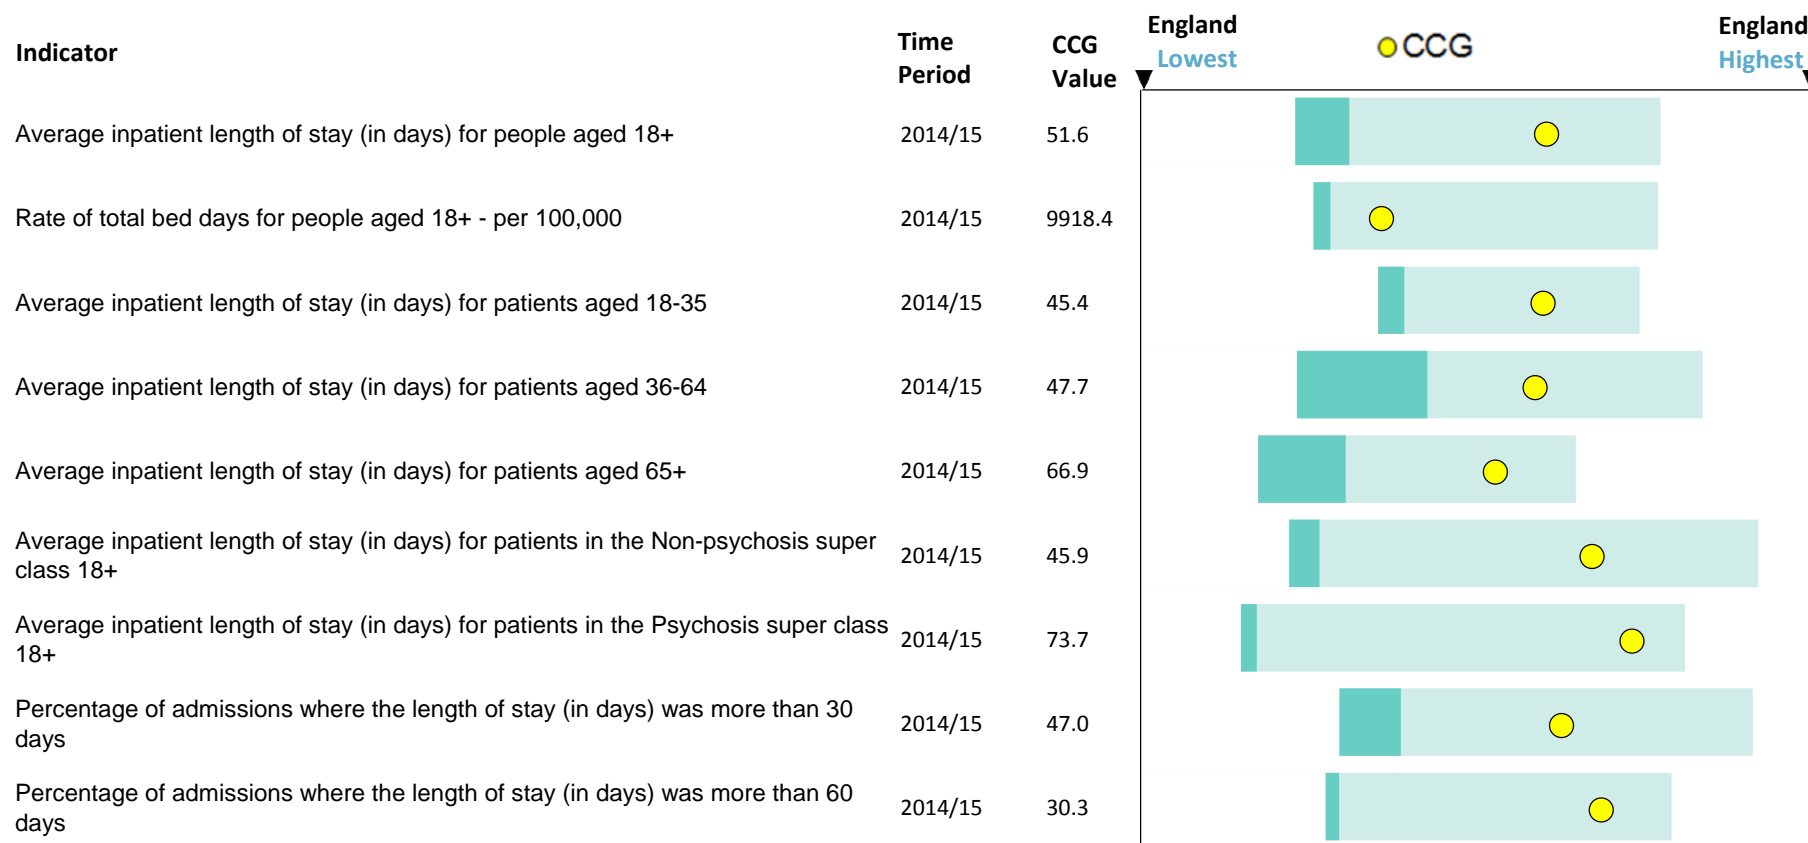 Indicator
Time
Period
CCG
Value
England
Lowest
CCG
England
Highest
Average inpatient length of stay (in days) for people aged 18+ 2014/15 51.6
Rate of total bed days for people aged 18+ - per 100,000 2014/15 9918.4
Average inpatient length of stay (in days) for patients aged 18-35 2014/15 45.4
Average inpatient length of stay (in days) for patients aged 36-64 2014/15 47.7
Average inpatient length of stay (in days) for patients aged 65+ 2014/15 66.9
Average inpatient length of stay (in days) for patients in the Non-psychosis super
class 18+
2014/15 45.9
Average inpatient length of stay (in days) for patients in the Psychosis super class
18+
2014/15 73.7
Percentage of admissions where the length of stay (in days) was more than 30
days
2014/15 47.0
Percentage of admissions where the length of stay (in days) was more than 60
days
2014/15 30.3